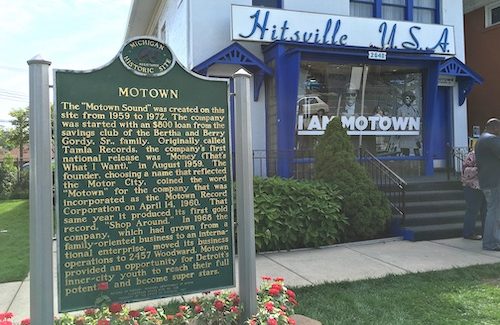 MICHIGAN
REGISTERED
HISTORIC SITE
MOTOWN
The "Motown Sound" was created on this
site from 1959 to 1972. The company
was started with an $800 loan from the
savings club of the Bertha and Berry
Gordy, Sr., family. Originally called
Tamla Records, the company's first
national release was "Money (That's
What I Want)," in August 1959. The
founder, choosing a name that reflected
the Motor City, coined the word
"Motown" for the company that was
incorporated as the Motown Record
Corporation on April 14, 1960. That
same year it produced its first gold
record, "Shop Around." In 1968 the
company, which had grown from a
family-oriented business to an interna-
tional enterprise, moved its business
operations to 2457 Woodward. Motown
provided an opportunity for Detroit's
inner-city youth to reach their full
potential and become super stars.
Hitsville U.S.A.
2648
I AM MOTOWN